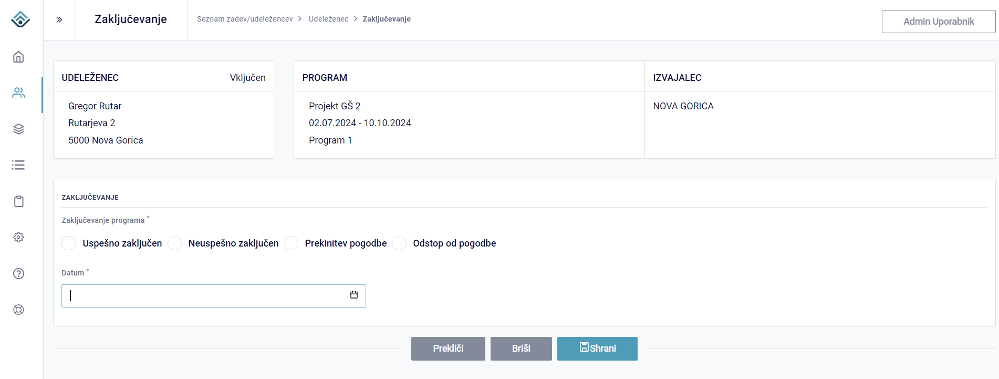 Zaključevanje
Seznam zadev/udeležencev > Udeleženec > Zaključevanje
Admin Uporabnik
UDELEŽENEC Vključen
Gregor Rutar
Rutarjeva 2
5000 Nova Gorica
PROGRAM
Projekt GŠ 2
02.07.2024 - 10.10.2024
Program 1
IZVAJALEC
NOVA GORICA
ZAKLJUČEVANJE
Zaključevanje programa *
Uspešno zaključen Neuspešno zaključen Prekinitev pogodbe Odstop od pogodbe
Datum *
Prekliči Briši Shrani